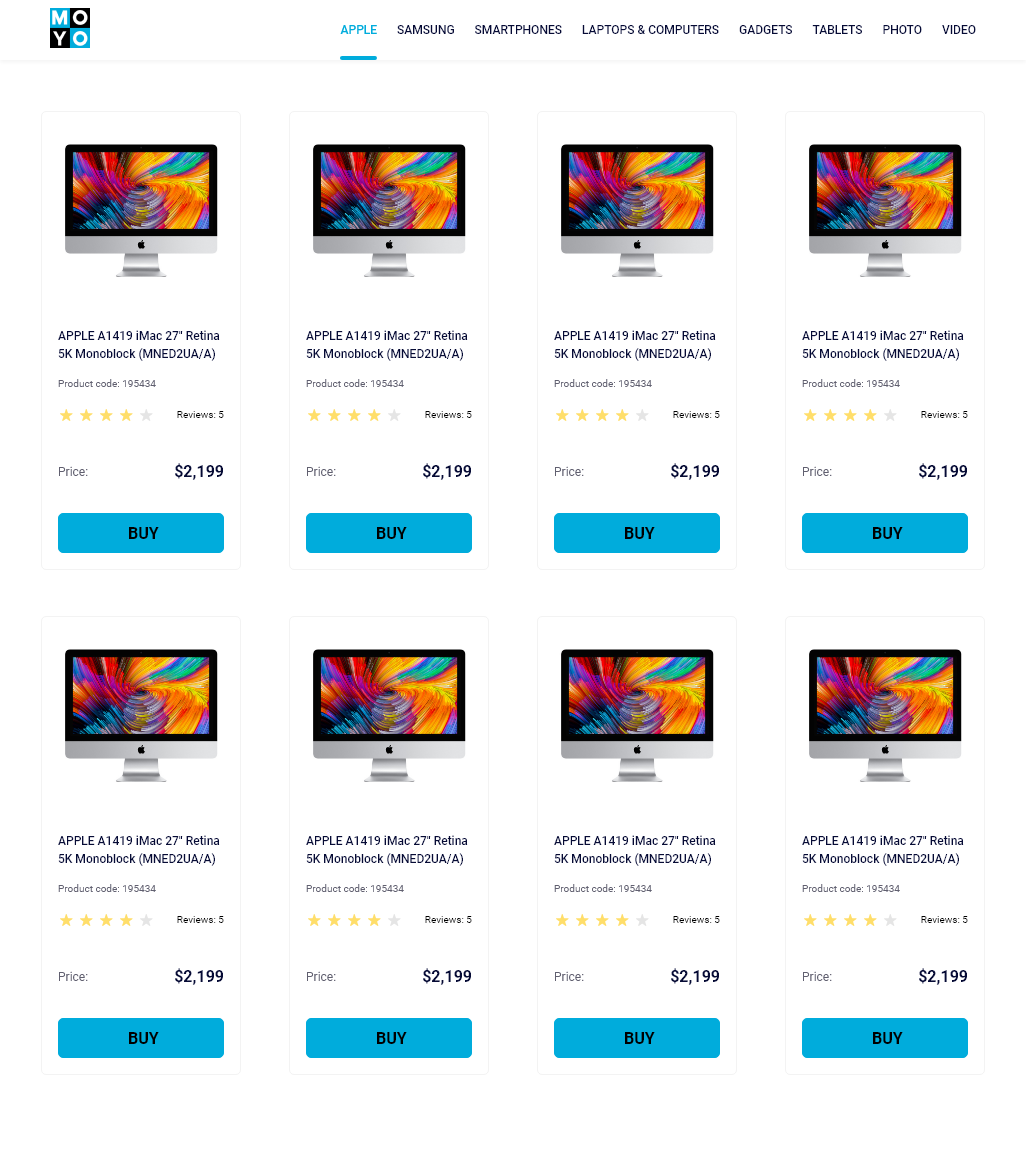 MO
YO
APPLE SAMSUNG SMARTPHONES LAPTOPS & COMPUTERS GADGETS TABLETS PHOTO VIDEO
APPLE A1419 iMac 27" Retina
5K Monoblock (MNED2UA/A)
Product code: 195434
Reviews: 5
Price: $2,199
BUY
APPLE A1419 iMac 27" Retina
5K Monoblock (MNED2UA/A)
Product code: 195434
Reviews: 5
Price: $2,199
BUY
APPLE A1419 iMac 27" Retina
5K Monoblock (MNED2UA/A)
Product code: 195434
Reviews: 5
Price: $2,199
BUY
APPLE A1419 iMac 27" Retina
5K Monoblock (MNED2UA/A)
Product code: 195434
Reviews: 5
Price: $2,199
BUY
APPLE A1419 iMac 27" Retina
5K Monoblock (MNED2UA/A)
Product code: 195434
Reviews: 5
Price: $2,199
BUY
APPLE A1419 iMac 27" Retina
5K Monoblock (MNED2UA/A)
Product code: 195434
Reviews: 5
Price: $2,199
BUY
APPLE A1419 iMac 27" Retina
5K Monoblock (MNED2UA/A)
Product code: 195434
Reviews: 5
Price: $2,199
BUY
APPLE A1419 iMac 27" Retina
5K Monoblock (MNED2UA/A)
Product code: 195434
Reviews: 5
Price: $2,199
BUY